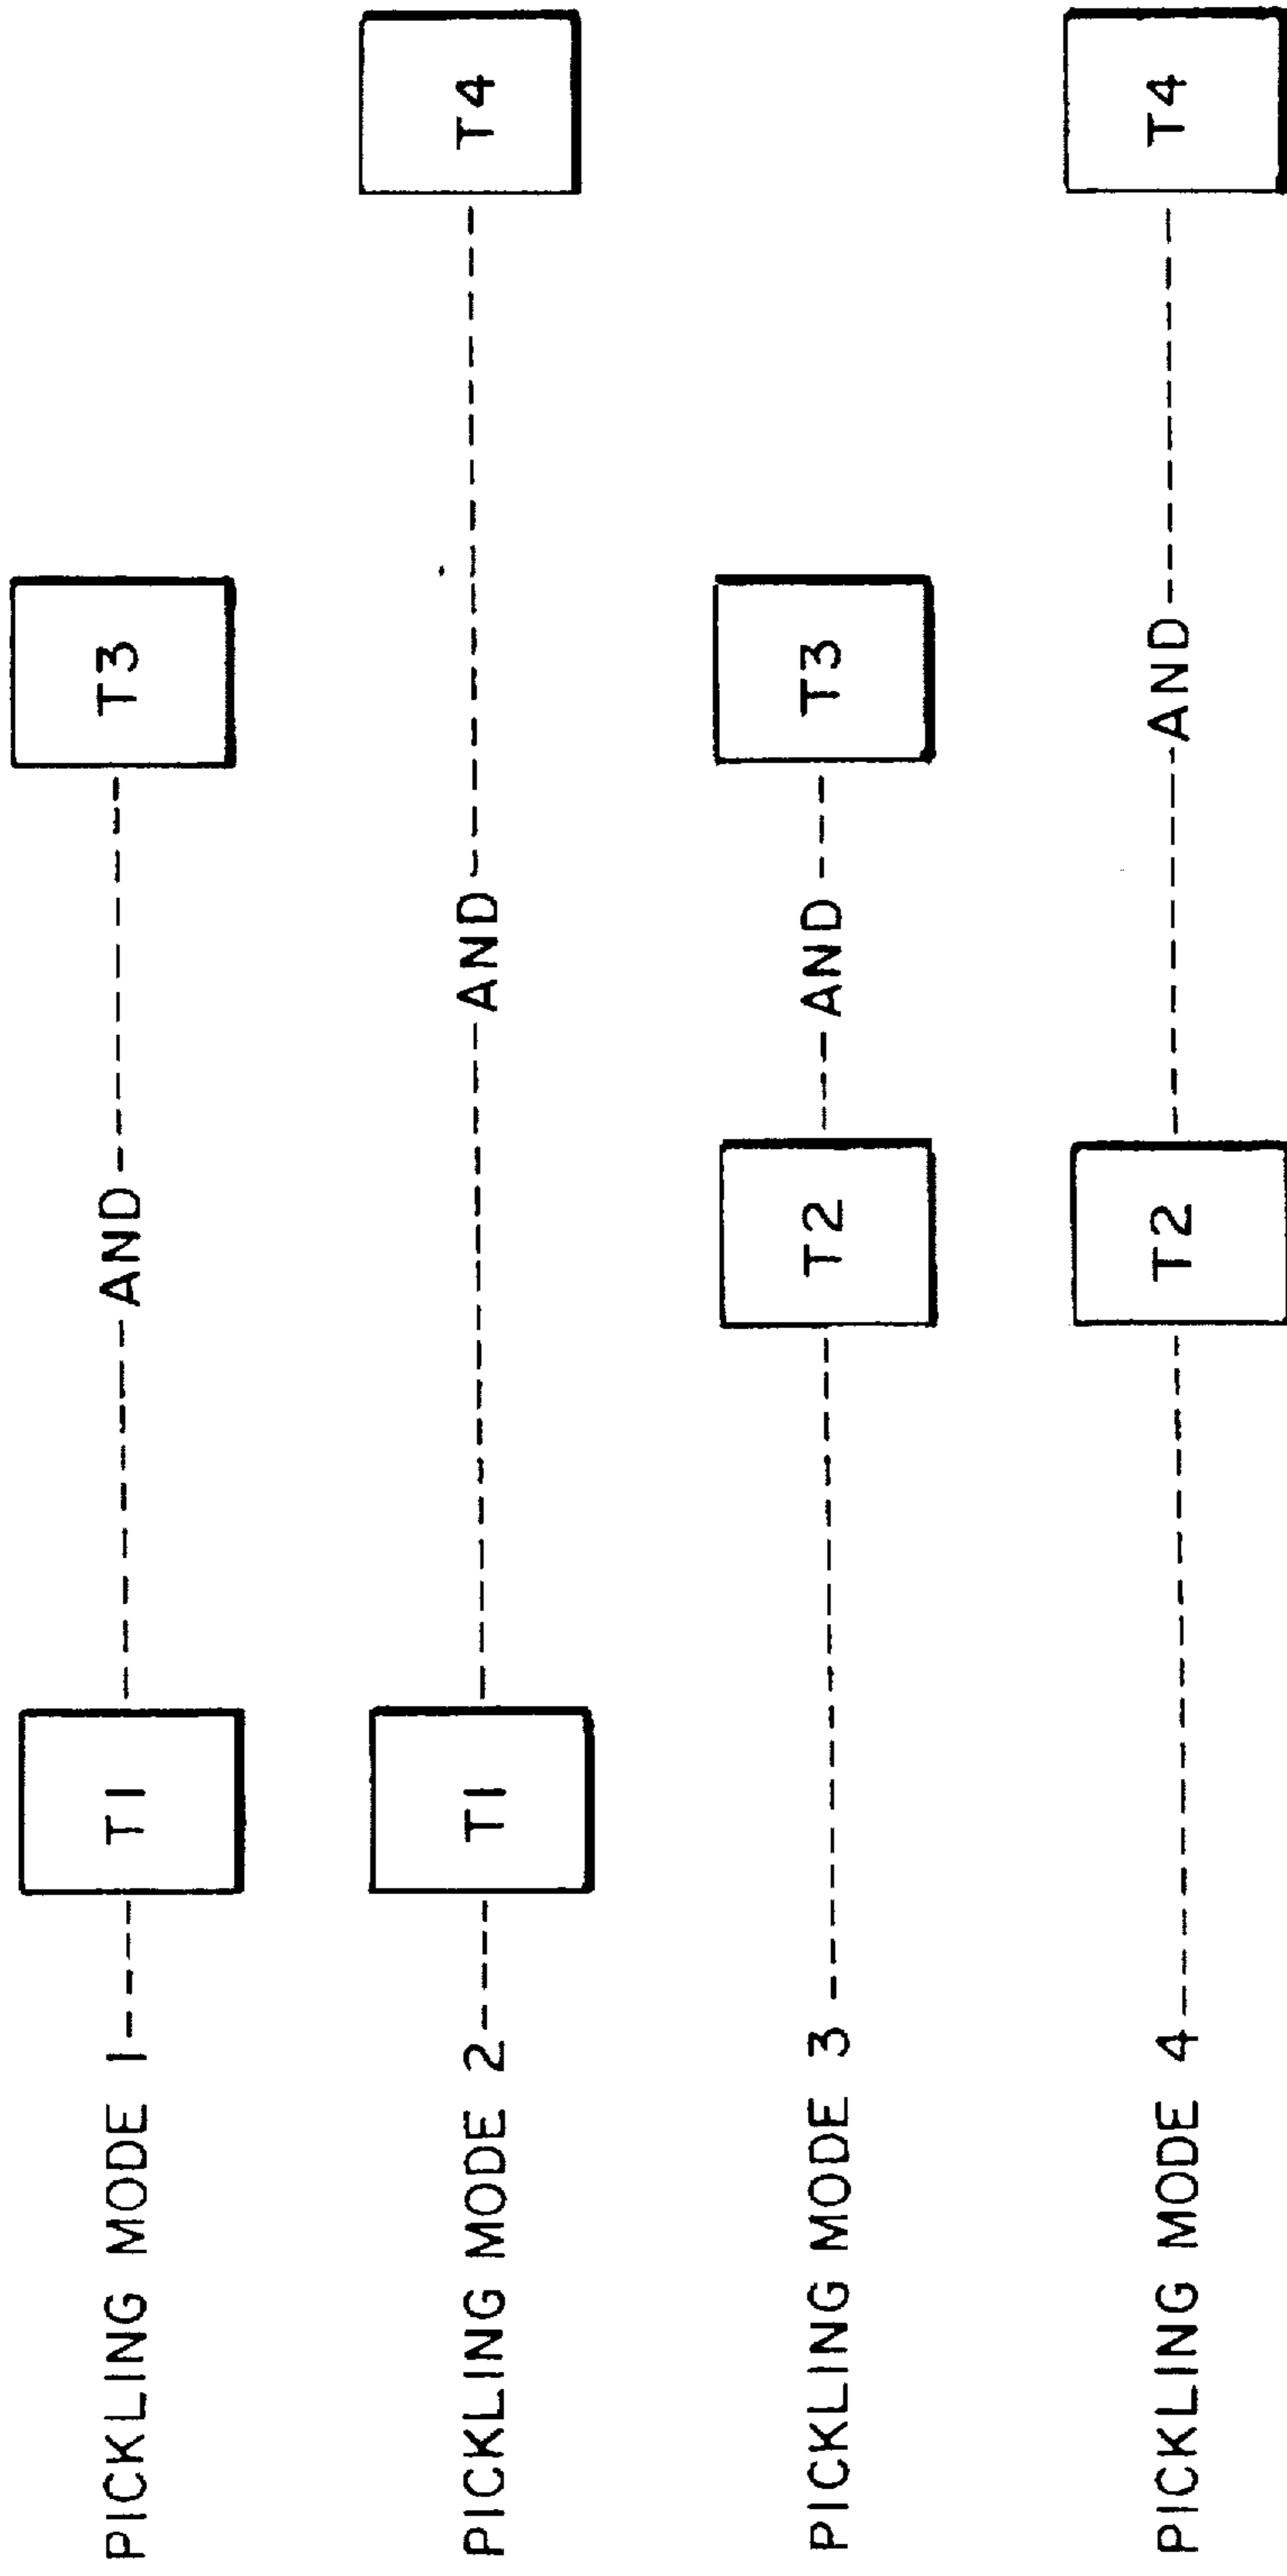 PICKLING MODE 1 T1 AND T3
PICKLING MODE 2 T1 AND T4
PICKLING MODE 3 T2 AND T3
PICKLING MODE 4 T2 AND T4